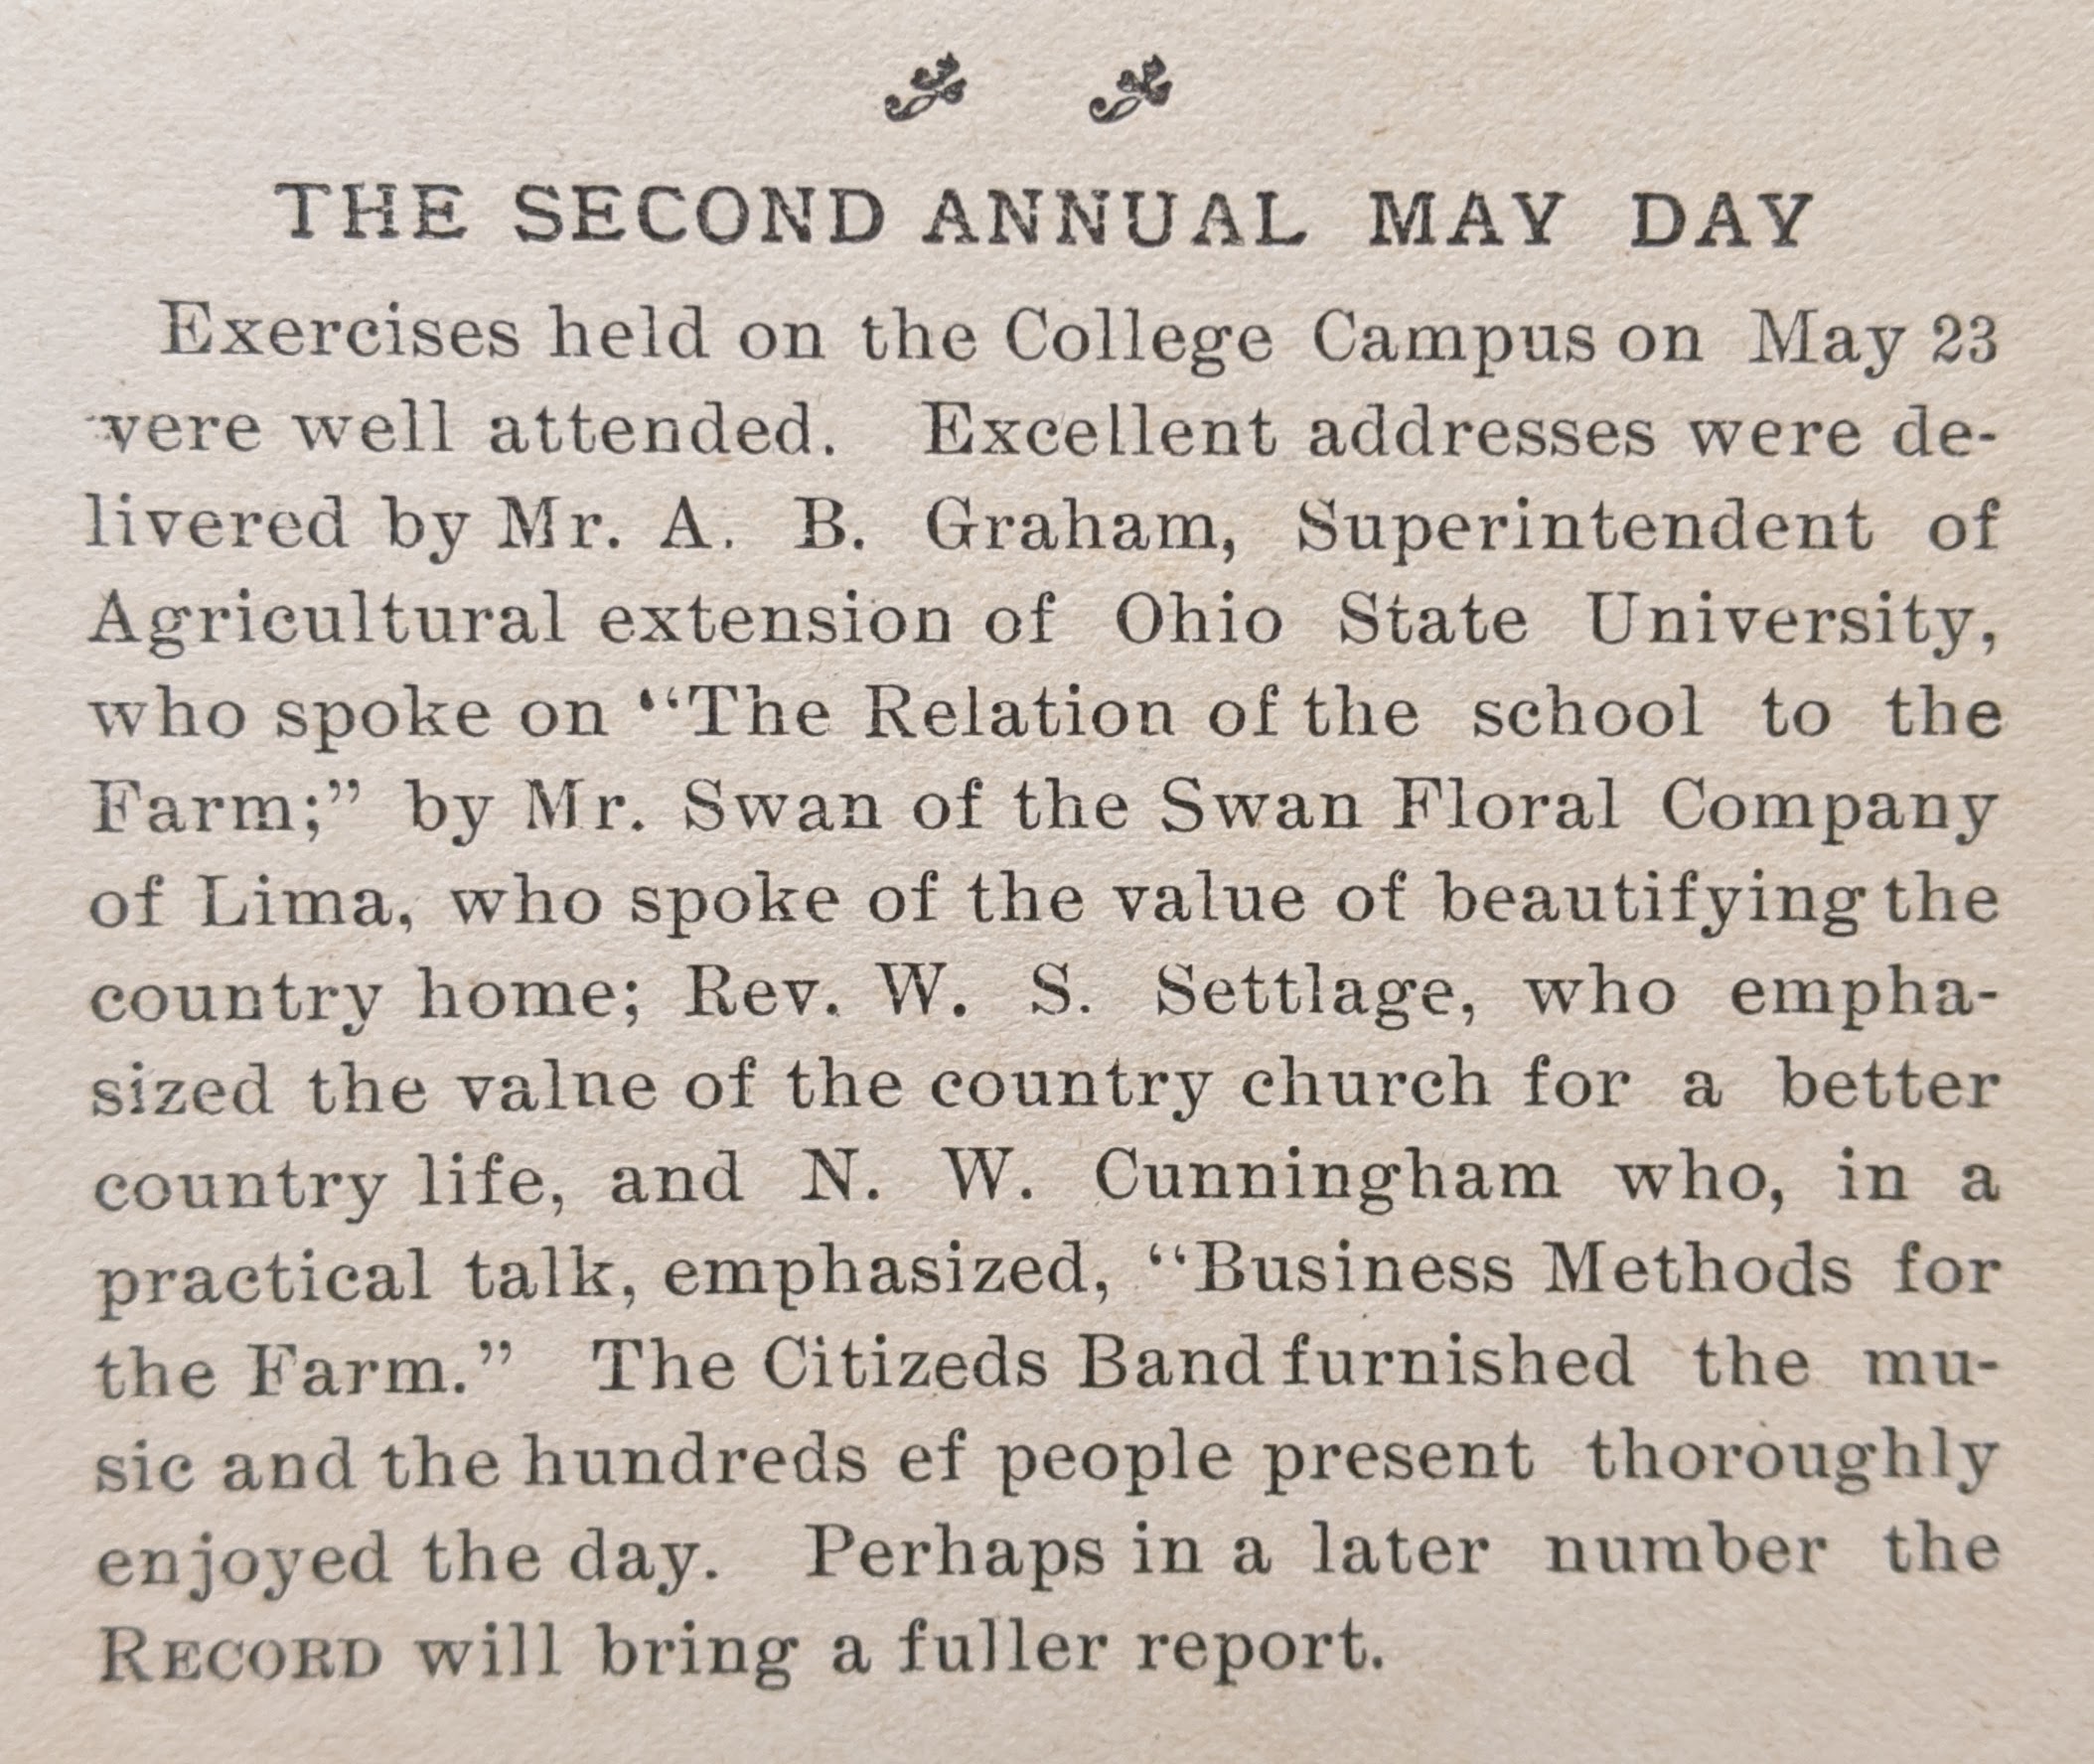 THE SECOND ANNUAL MAY DAY
Exercises held on the College Campus on May 23
were well attended. Excellent addresses were de-
livered by Mr. A. B. Graham, Superintendent of
Agricultural extension of Ohio State University,
who spoke on “The Relation of the school to the
Farm;” by Mr. Swan of the Swan Floral Company
of Lima, who spoke of the value of beautifying the
country home; Rev. W. S. Settlage, who empha-
sized the valne of the country church for a better
country life, and N. W. Cunningham who, in a
practical talk, emphasized, “Business Methods for
the Farm.” The Citizeds Band furnished the mu-
sic and the hundreds ef people present thoroughly
enjoyed the day. Perhaps in a later number the
RECORD will bring a fuller report.